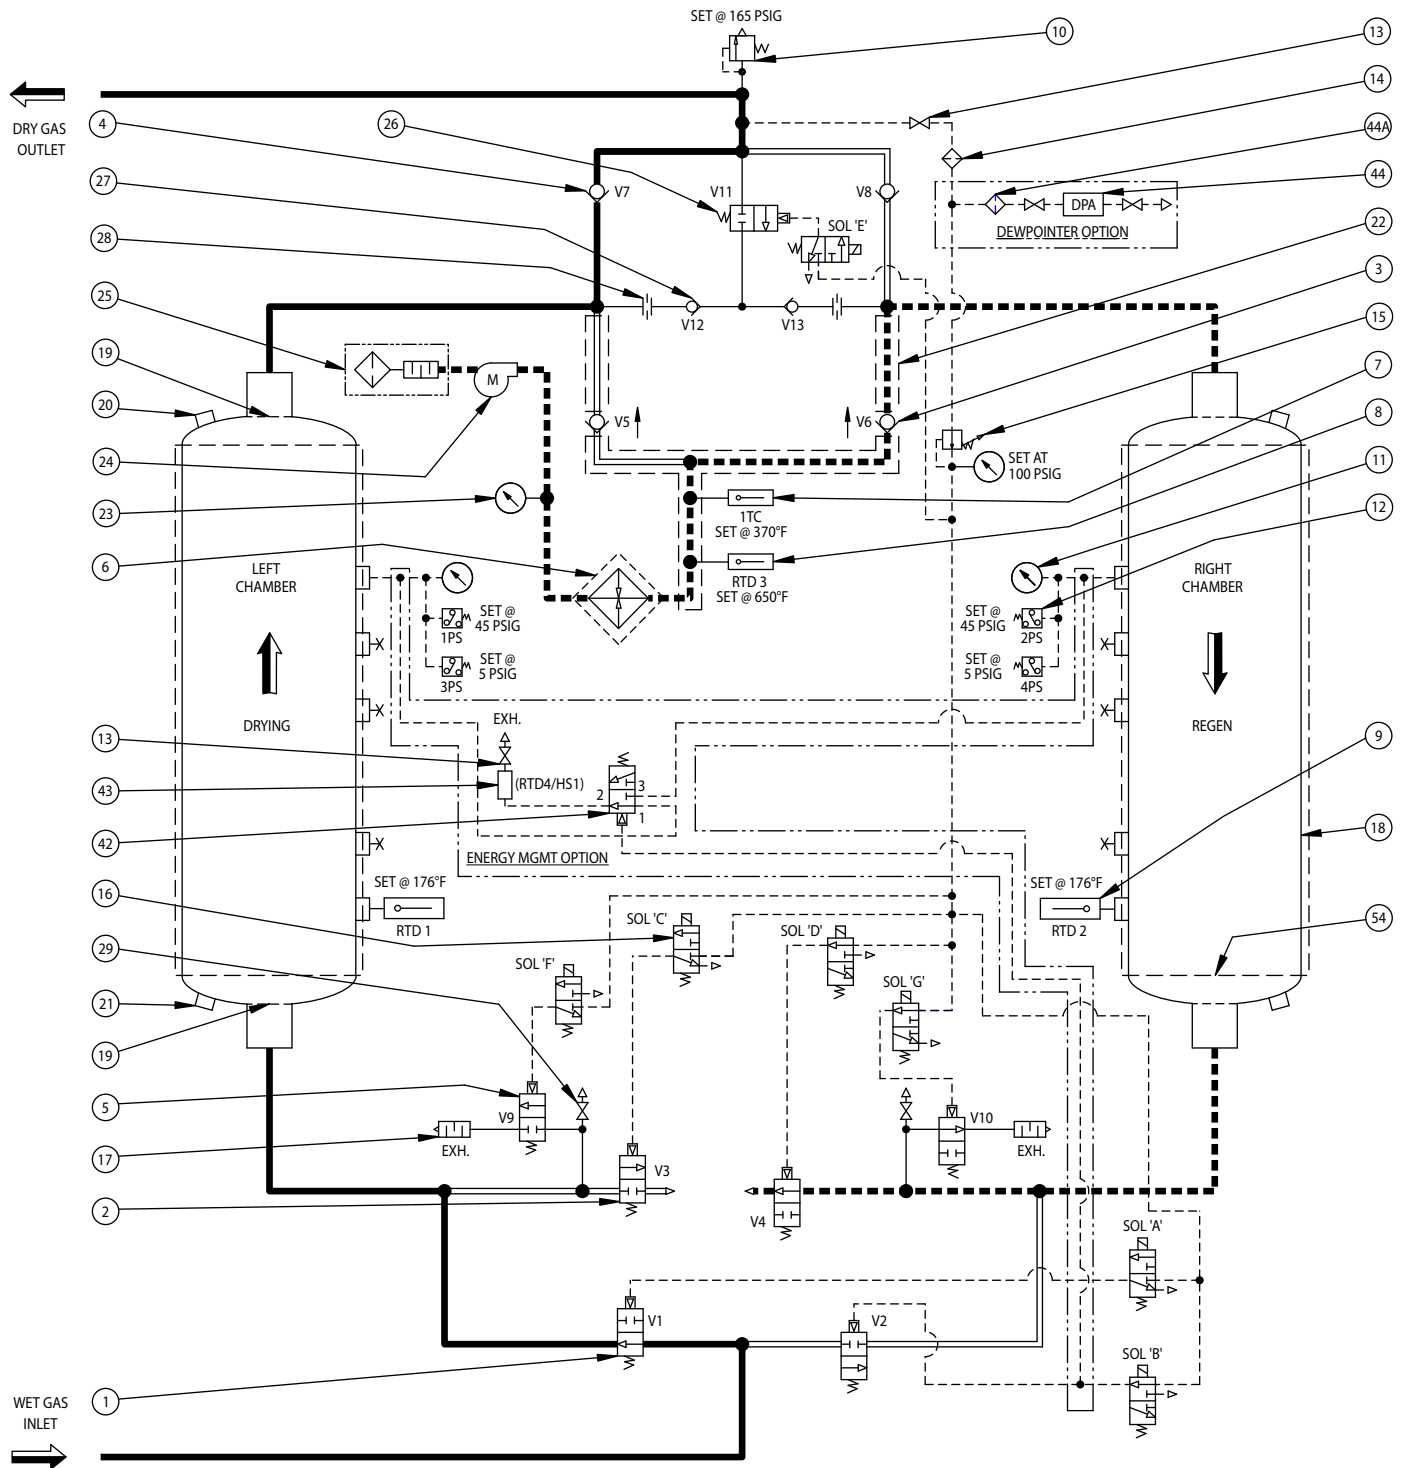 SET @ 165 PSIG
10
13
14
DRY GAS
OUTLET
4
26
44A
27
V7
V11
V8
44
DPA
DEWPOINTER OPTION
SOL 'E'
28
22
3
25
V12
V13
15
19
M
7
20
V5
V6
8
24
SET AT
100 PSIG
11
23
1TC
SET @ 370°F
12
6
LEFT
CHAMBER
RTD 3
SET @ 650°F
RIGHT
CHAMBER
SET @
45 PSIG
1PS
SET @
45 PSIG
2PS
SET @
5 PSIG
3PS
SET @
5 PSIG
4PS
DRYING
EXH.
REGEN
13
9
43
(RTD4/HS1)
2
3
1
42
18
ENERGY MGMT OPTION
16
SET @ 176°F
SET @ 176°F
RTD 1
SOL 'C'
SOL 'D'
RTD 2
54
29
SOL 'F'
SOL 'G'
21
19
5
V9
V10
17
EXH.
EXH.
V3
2
V4
SOL 'A'
V1
V2
SOL 'B'
1
WET GAS
INLET